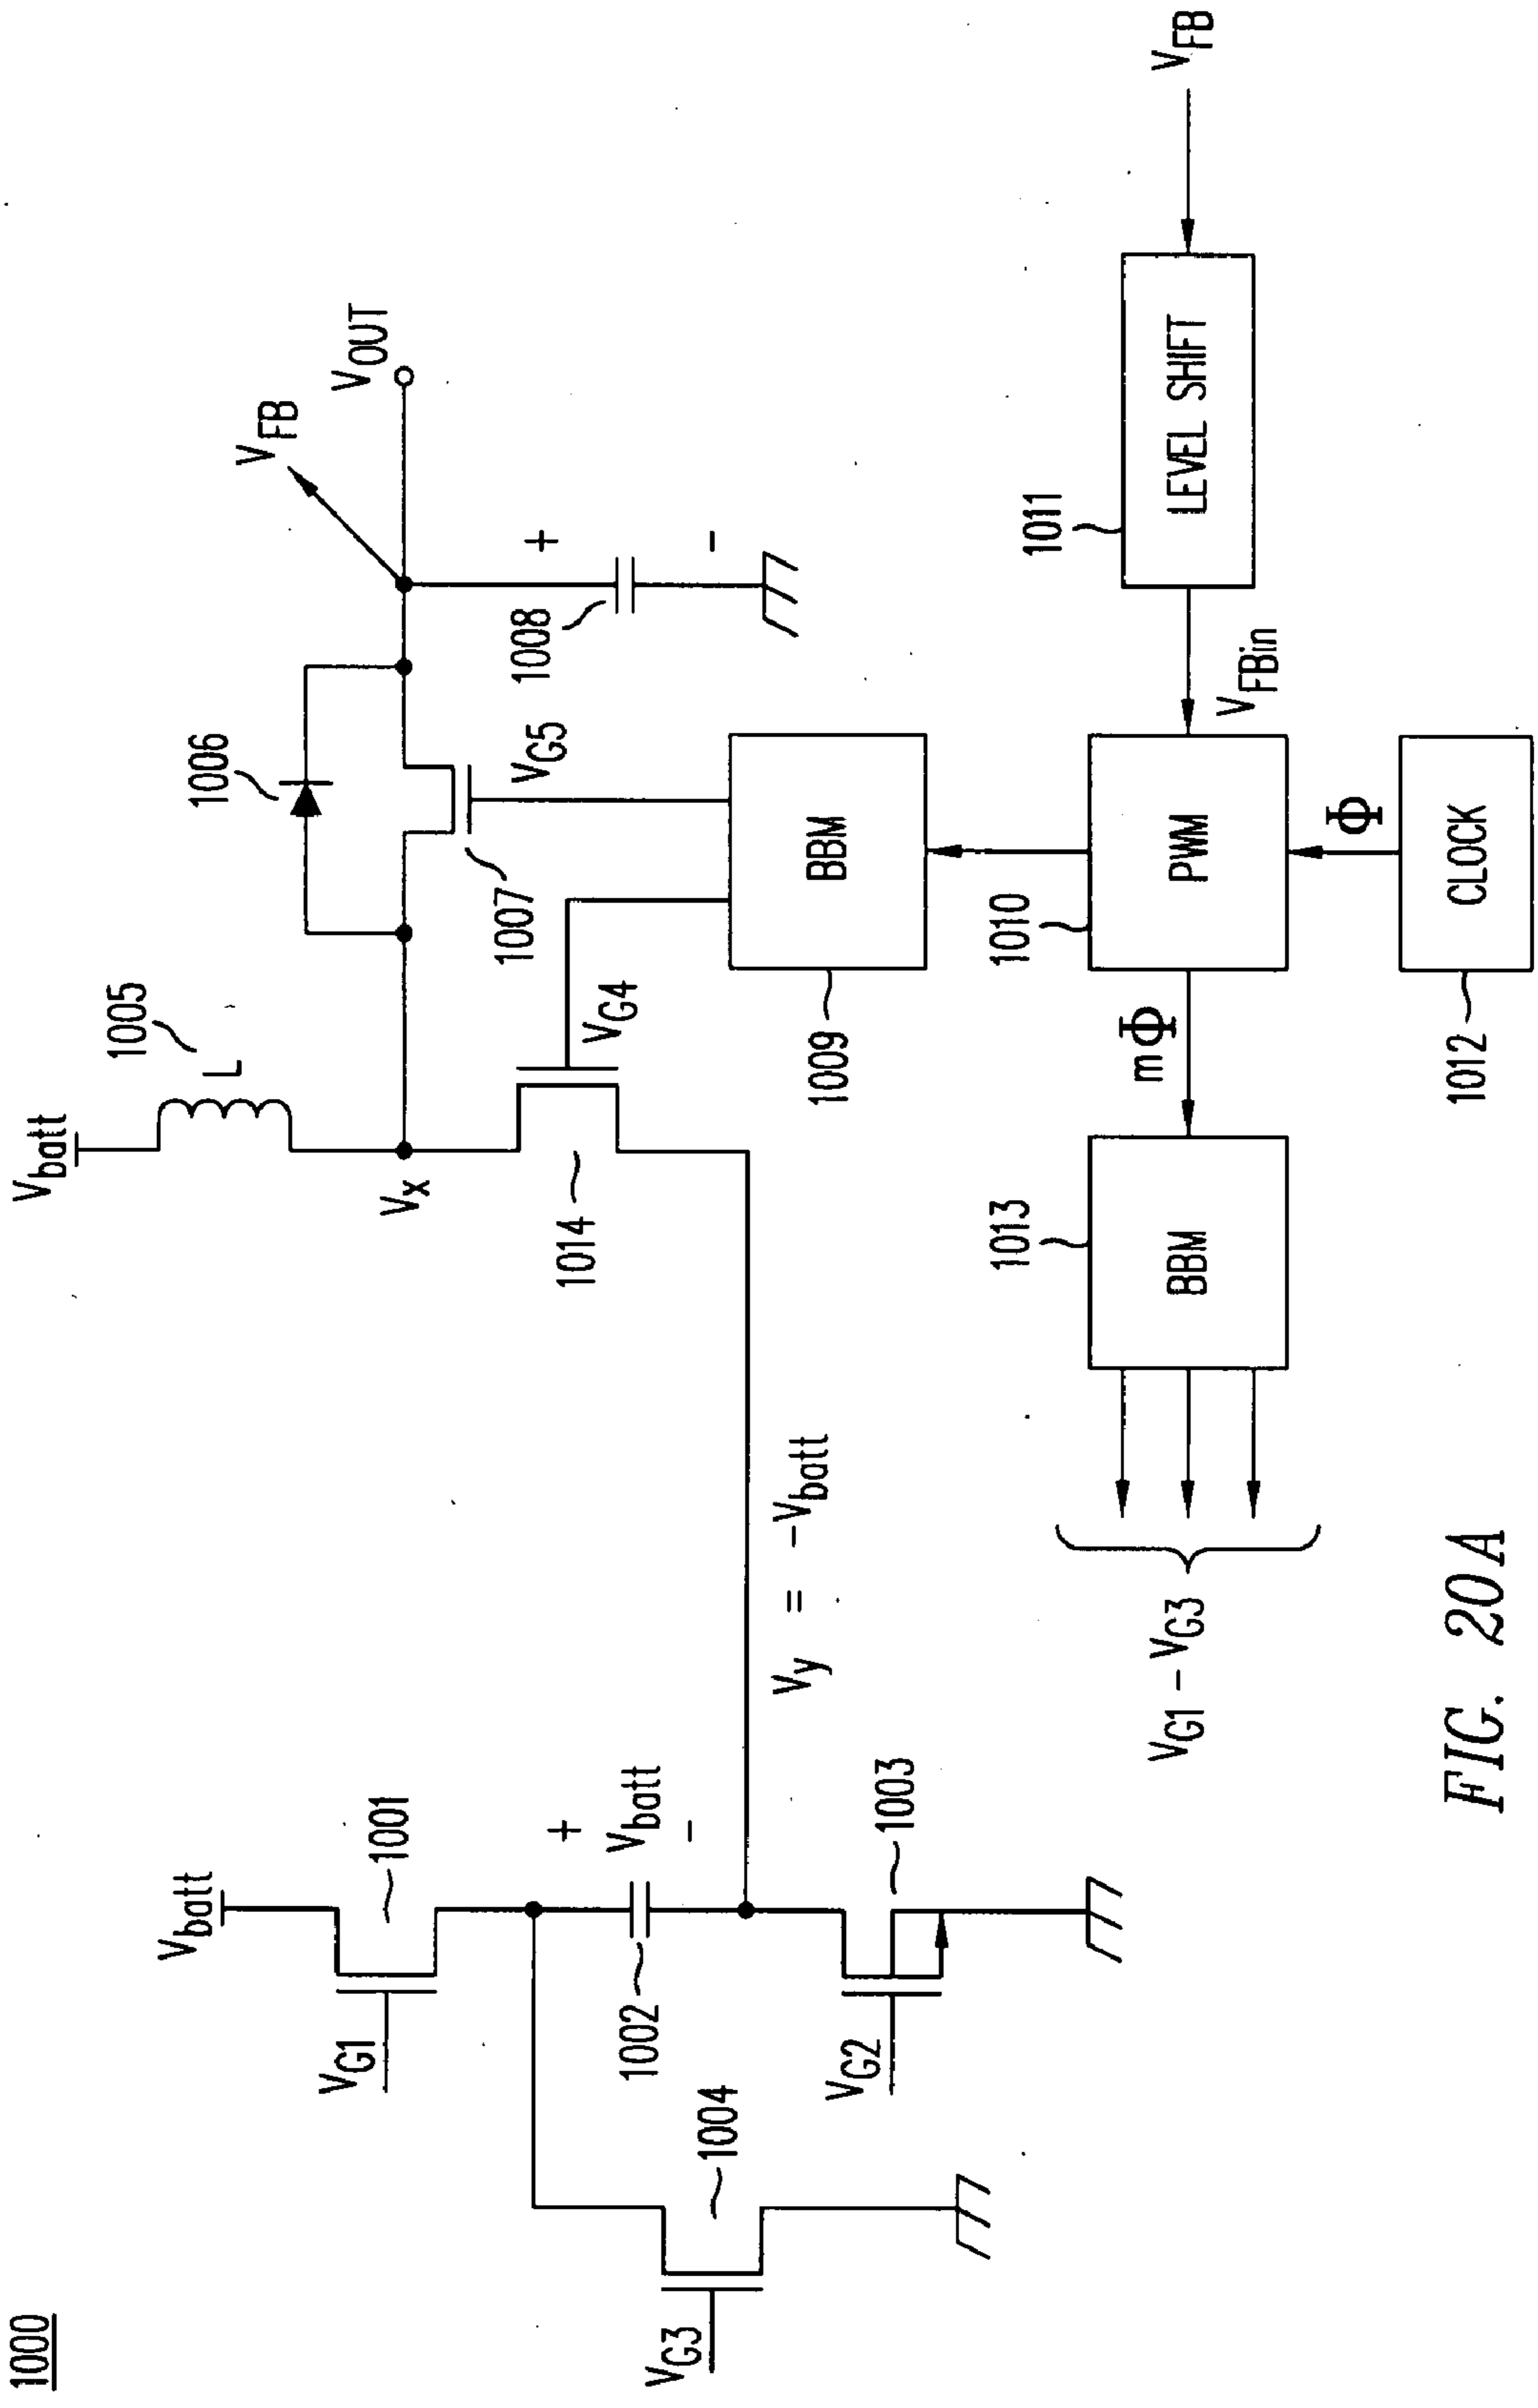 1000
Vbatt
VG1
1001
1002
+
Vbatt
-
VG3
1004
VG2
1003
Vy = -Vbatt
Vbatt
L
1005
Vx
1014
VG4
1006
1007
VG5
VFB
VOUT
1008
+
-
1009
BBM
VG1 - VG3
1013
BBM
mΦ
1010
PWM
VFBin
1011
LEVEL SHIFT
VFB
Φ
1012
CLOCK
FIG. 20A